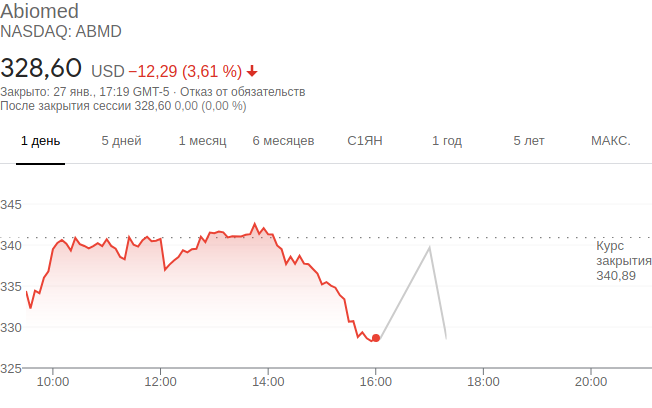 Abiomed
NASDAQ: ABMD
328,60 USD −12,29 (3,61 %)
Закрыто: 27 янв., 17:19 GMT-5 · Отказ от обязательств
После закрытия сессии 328,60 0,00 (0,00 %)
1 день 5 дней 1 месяц 6 месяцев С1ЯН 1 год 5 лет МАКС.
345
340
335
330
325
Курс
закрытия
340,89
10:00 12:00 14:00 16:00 18:00 20:00